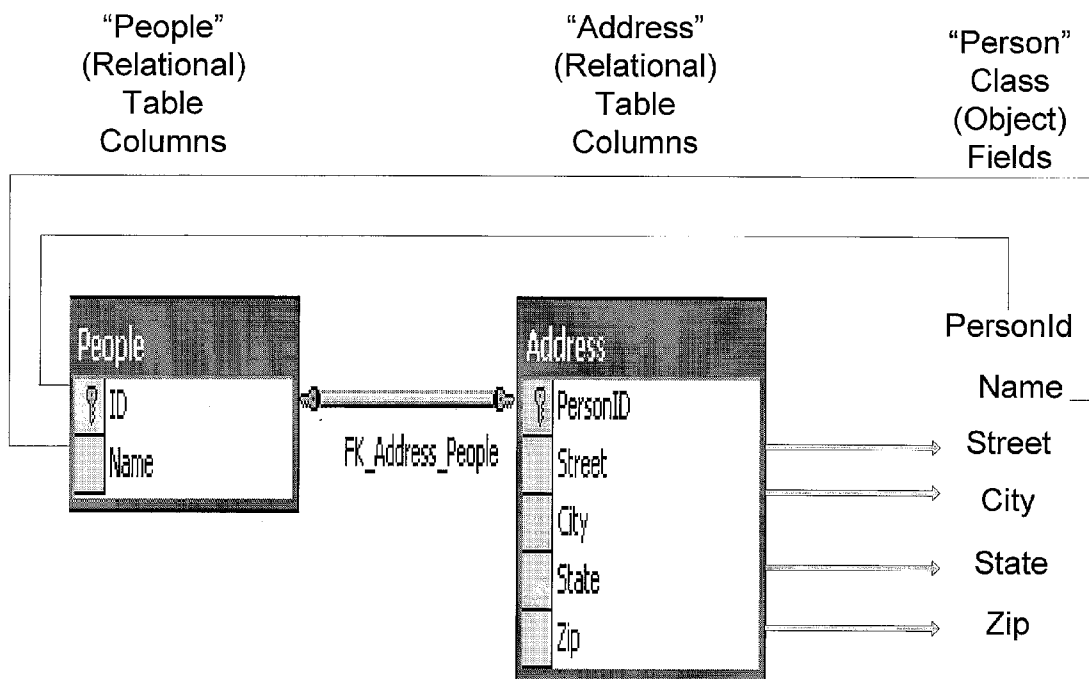 “People”
(Relational)
Table
Columns
“Address”
(Relational)
Table
Columns
“Person”
Class
(Object)
Fields
People
ID
Name
FK_Address_People
Address
PersonID
Street
City
State
Zip
PersonId
Name
Street
City
State
Zip